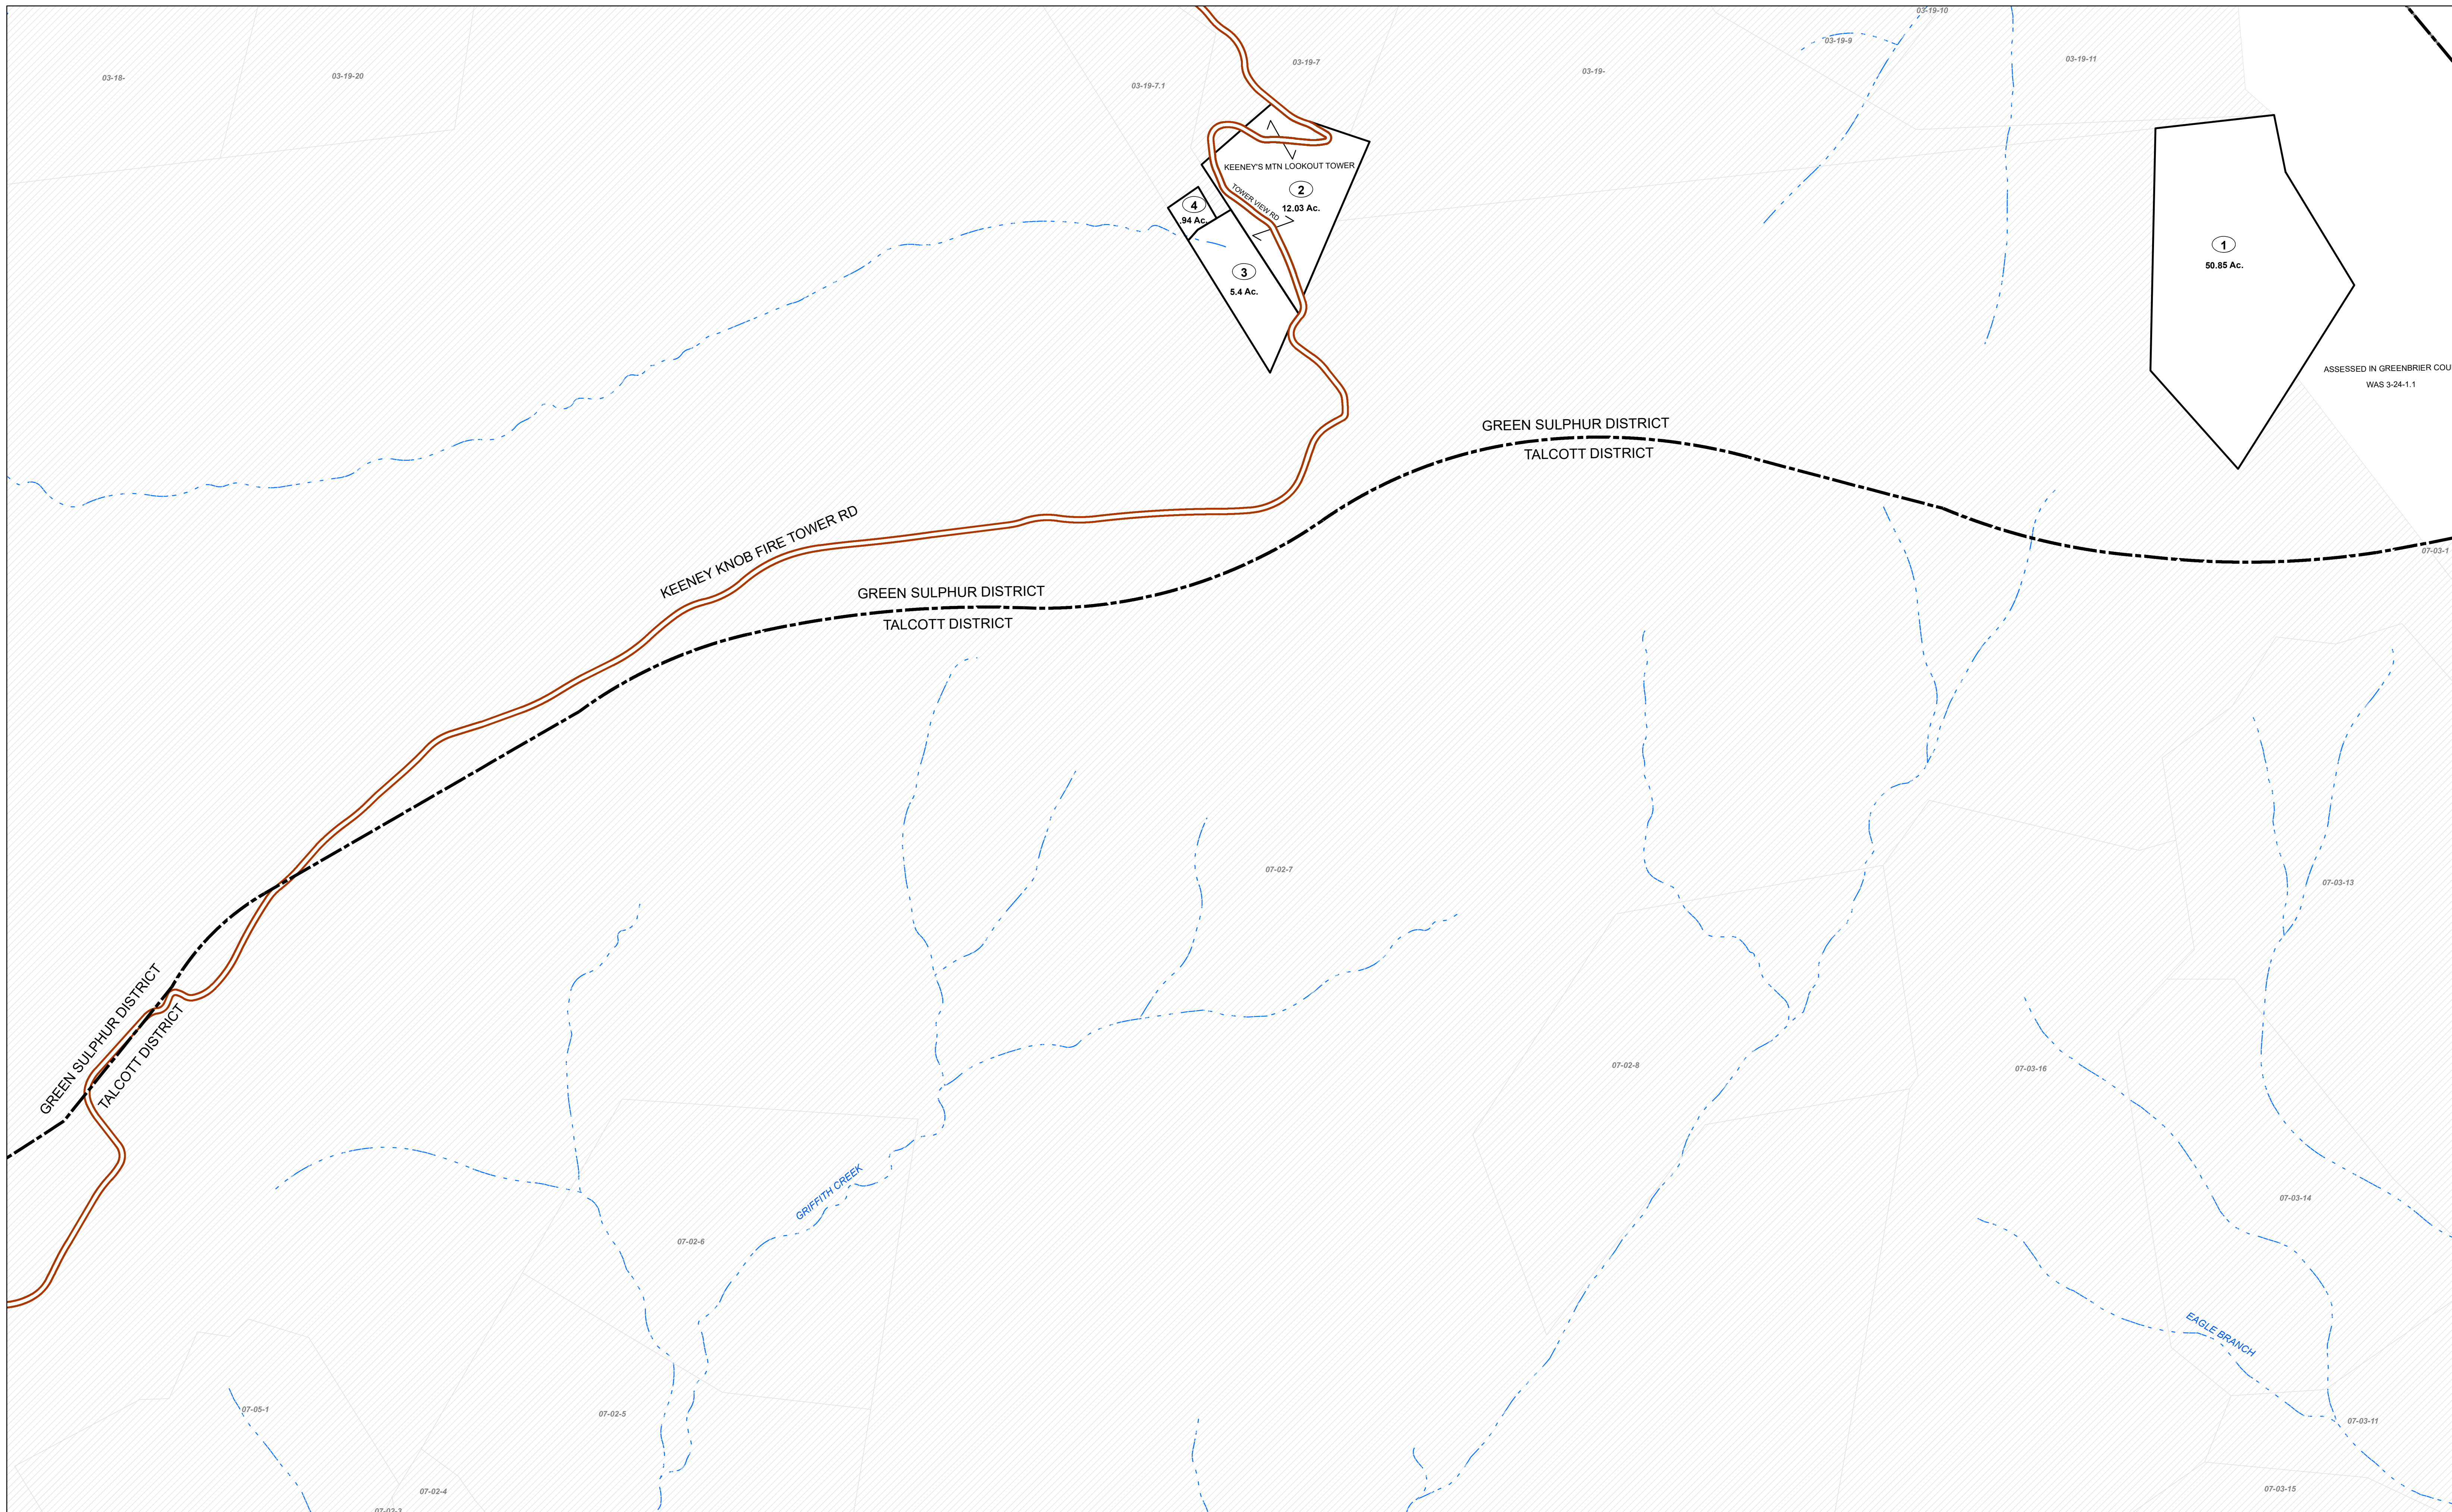 03-19-10
03-19-9
03-19-11
03-19-7
03-19-
03-18-
03-19-20
03-19-7.1
KEENEY'S MTN LOOKOUT TOWER
2
12.03 Ac.
TOWER VIEW RD
4
.94 Ac.
3
5.4 Ac.
1
50.85 Ac.
ASSESSED IN GREENBRIER COU
WAS 3-24-1.1
GREEN SULPHUR DISTRICT
TALCOTT DISTRICT
KEENEY KNOB FIRE TOWER RD
07-03-1
GREEN SULPHUR DISTRICT
TALCOTT DISTRICT
07-02-7
07-03-13
GREEN SULPHUR DISTRICT
TALCOTT DISTRICT
07-02-8
07-03-16
GRIFFITH CREEK
07-03-14
07-02-6
EAGLE BRANCH
07-05-1
07-02-5
07-03-11
07-02-4
07-03-15
07-02-3